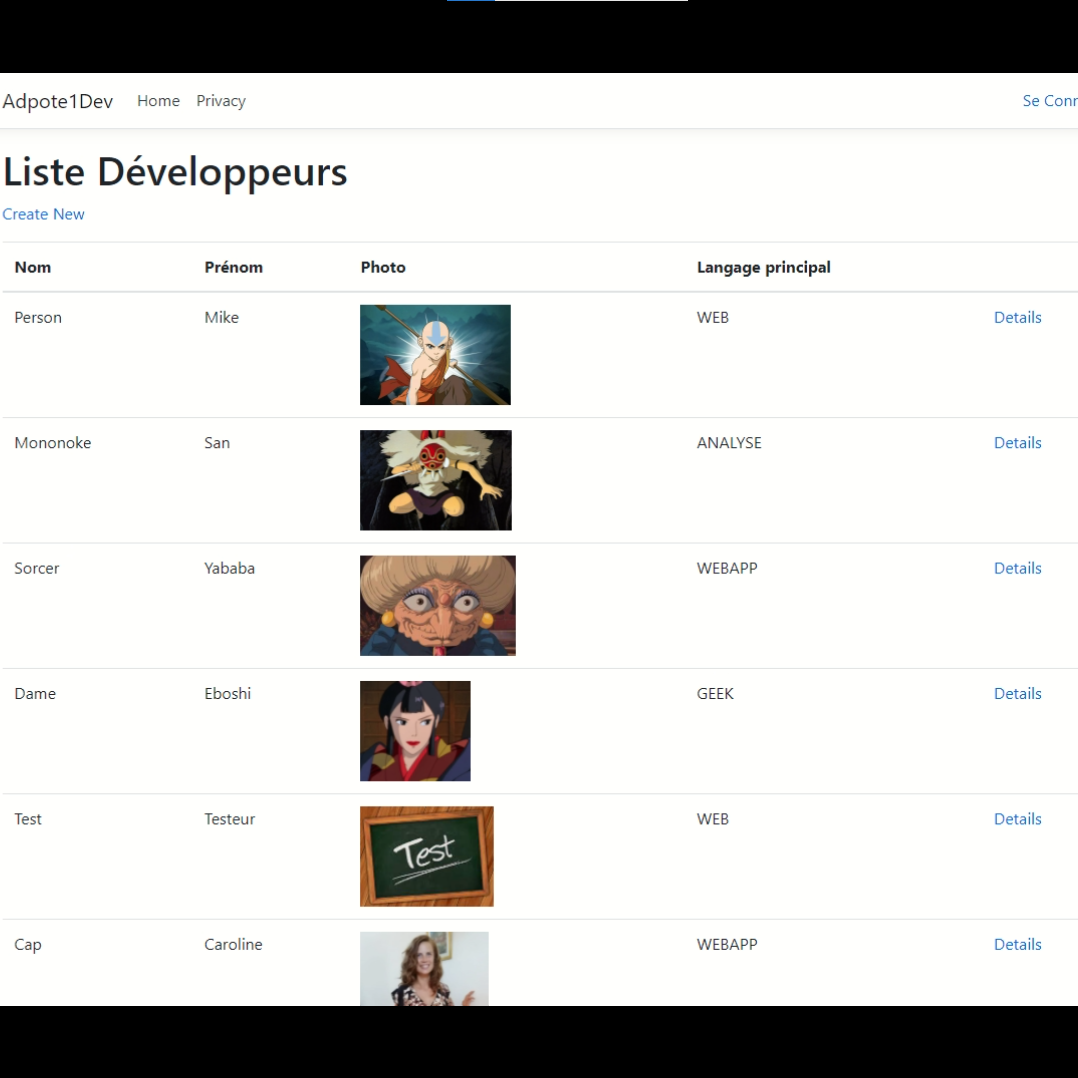 Adpote1Dev Home Privacy Se Conr
Liste Développeurs
Create New
Nom Prénom Photo Langage principal
Person Mike WEB Details
Mononoke San ANALYSE Details
Sorcer Yababa WEBAPP Details
Dame Eboshi GEEK Details
Test Testeur WEB Details
Test
Cap Caroline WEBAPP Details